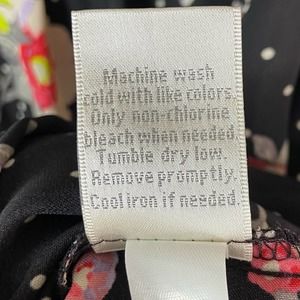 Machine wash
cold with like colors.
Only non-chlorine
bleach when needed.
Tumble dry low.
Remove promptly.
Cool iron if needed.